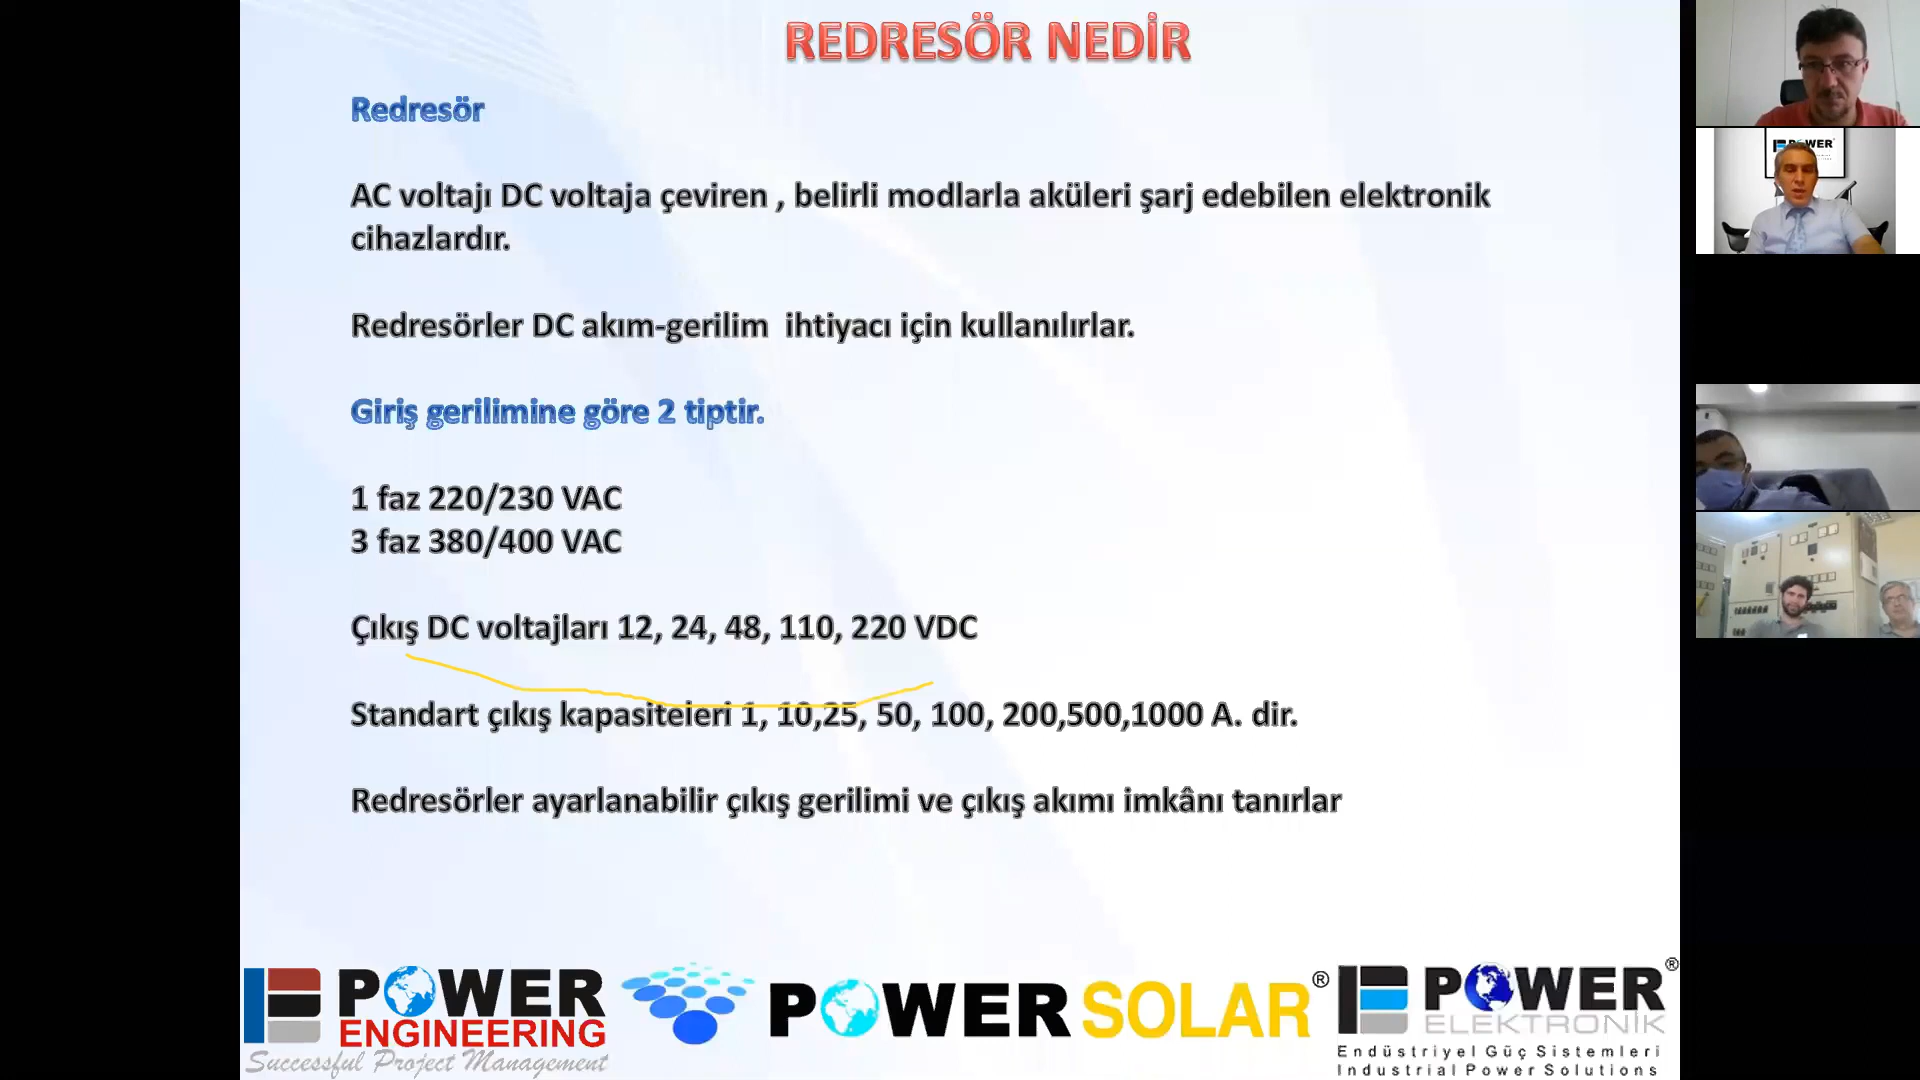 REDRESÖR NEDİR
Redresör
AC voltajı DC voltaja çeviren , belirli modlarla aküleri şarj edebilen elektronik
cihazlardır.
Redresörler DC akım-gerilim ihtiyacı için kullanılırlar.
Giriş gerilimine göre 2 tiptir.
1 faz 220/230 VAC
3 faz 380/400 VAC
Çıkış DC voltajları 12, 24, 48, 110, 220 VDC
Standart çıkış kapasiteleri 1, 10,25, 50, 100, 200,500,1000 A. dir.
Redresörler ayarlanabilir çıkış gerilimi ve çıkış akımı imkânı tanırlar
POWER
ENGINEERING
Successful Project Management
POWER SOLAR®
POWER®
ELEKTRONİK
Endüstriyel Güç Sistemleri
Industrial Power Solutions
POWER